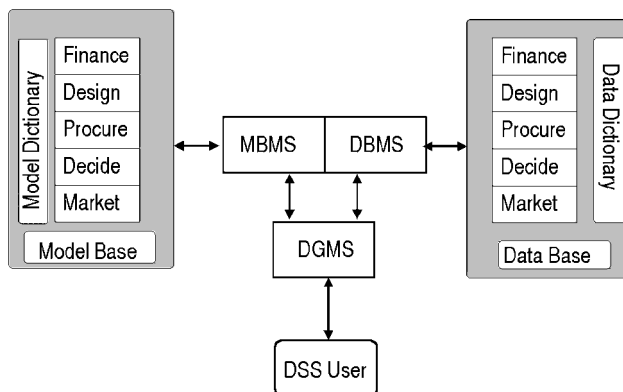 Model Dictionary
Finance
Design
Procure
Decide
Market
Model Base
MBMS
DBMS
DGMS
DSS User
Finance
Design
Procure
Decide
Market
Data Dictionary
Data Base